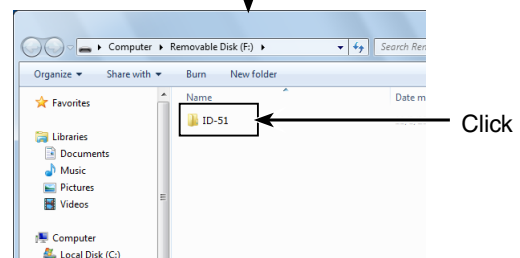 Computer Removable Disk (F:) Search Rem
Organize Share with Burn New folder
Favorites
Name Date m
ID-51
Click
Libraries
Documents
Music
Pictures
Videos
Computer
Local Disk (C:)